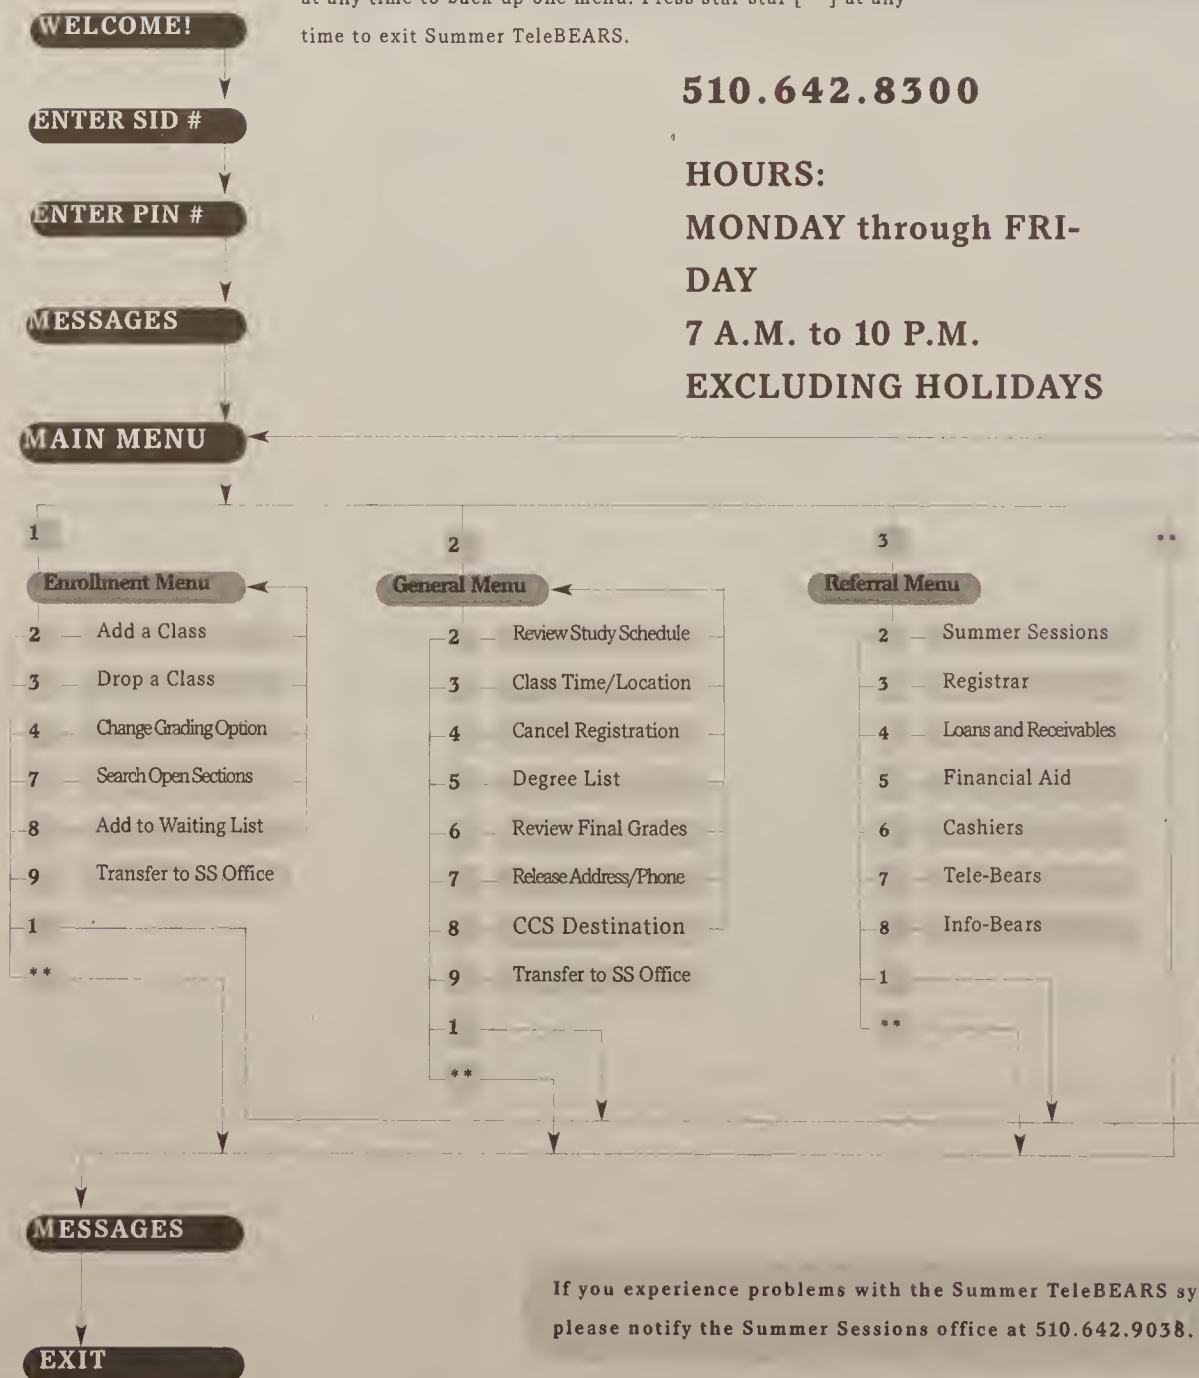 at any time to back up one menu. Press star star [**] at any
time to exit Summer TeleBEARS.
WELCOME!
ENTER SID #
ENTER PIN #
MESSAGES
MAIN MENU
510.642.8300
HOURS:
MONDAY through FRI-
DAY
7 A.M. to 10 P.M.
EXCLUDING HOLIDAYS
1
Enrollment Menu
2 Add a Class
3 Drop a Class
4 Change Grading Option
7 Search Open Sections
8 Add to Waiting List
9 Transfer to SS Office
1
**
2
General Menu
2 Review Study Schedule
3 Class Time/Location
4 Cancel Registration
5 Degree List
6 Review Final Grades
7 Release Address/Phone
8 CCS Destination
9 Transfer to SS Office
1
**
3
Referral Menu
2 Summer Sessions
3 Registrar
4 Loans and Receivables
5 Financial Aid
6 Cashiers
7 Tele-Bears
8 Info-Bears
1
**
**
MESSAGES
EXIT
If you experience problems with the Summer TeleBEARS sy
please notify the Summer Sessions office at 510.642.9038.